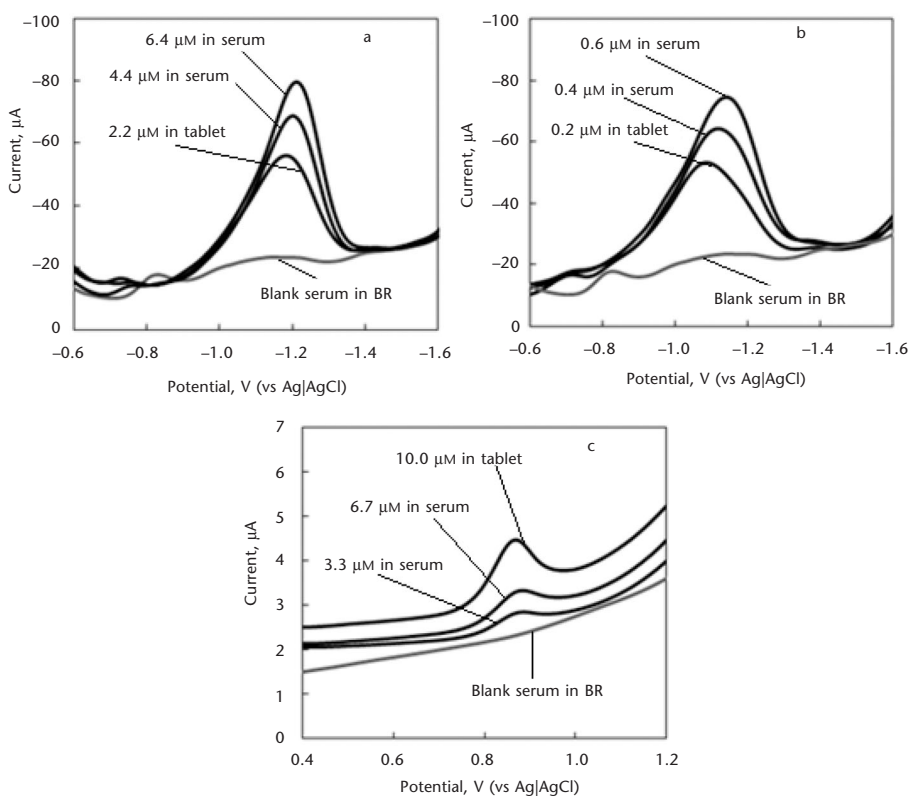 a
−100
−80
−60
−40
−20
0
Current, μA
6.4 μM in serum
4.4 μM in serum
2.2 μM in tablet
Blank serum in BR
−0.6 −0.8 −1.0 −1.2 −1.4 −1.6
Potential, V (vs Ag|AgCl)
b
−100
−80
−60
−40
−20
0
Current, μA
0.6 μM in serum
0.4 μM in serum
0.2 μM in tablet
Blank serum in BR
−0.6 −0.8 −1.0 −1.2 −1.4 −1.6
Potential, V (vs Ag|AgCl)
c
7
6
5
4
3
2
1
0
Current, μA
10.0 μM in tablet
6.7 μM in serum
3.3 μM in serum
Blank serum in BR
0.4 0.6 0.8 1.0 1.2
Potential, V (vs Ag|AgCl)